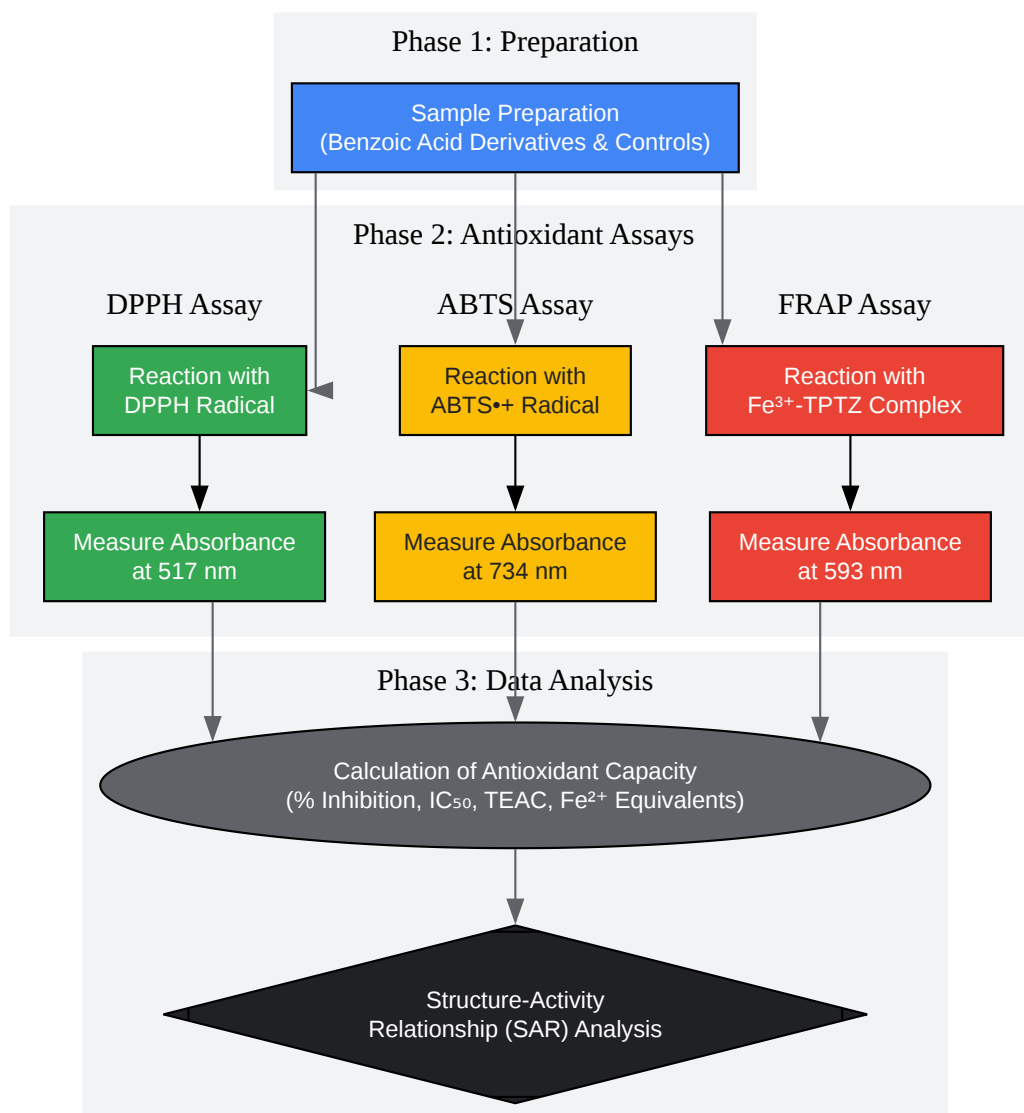 Phase 1: Preparation
Sample Preparation
(Benzoic Acid Derivatives & Controls)
Phase 2: Antioxidant Assays
DPPH Assay
Reaction with
DPPH Radical
Measure Absorbance
at 517 nm
ABTS Assay
Reaction with
ABTS•+ Radical
Measure Absorbance
at 734 nm
FRAP Assay
Reaction with
Fe³⁺-TPTZ Complex
Measure Absorbance
at 593 nm
Phase 3: Data Analysis
Calculation of Antioxidant Capacity
(% Inhibition, IC₅₀, TEAC, Fe²⁺ Equivalents)
Structure-Activity
Relationship (SAR) Analysis